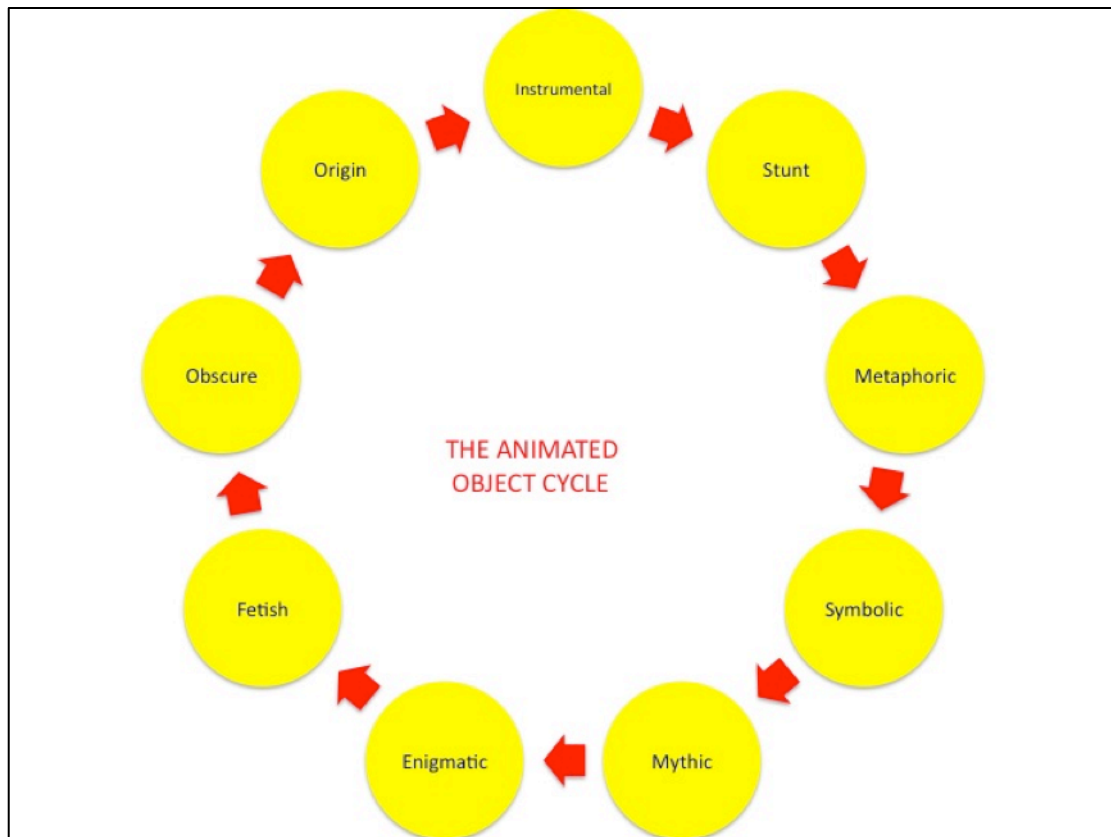 Instrumental
Stunt
Metaphoric
Symbolic
Mythic
Enigmatic
Fetish
Obscure
Origin
THE ANIMATED
OBJECT CYCLE